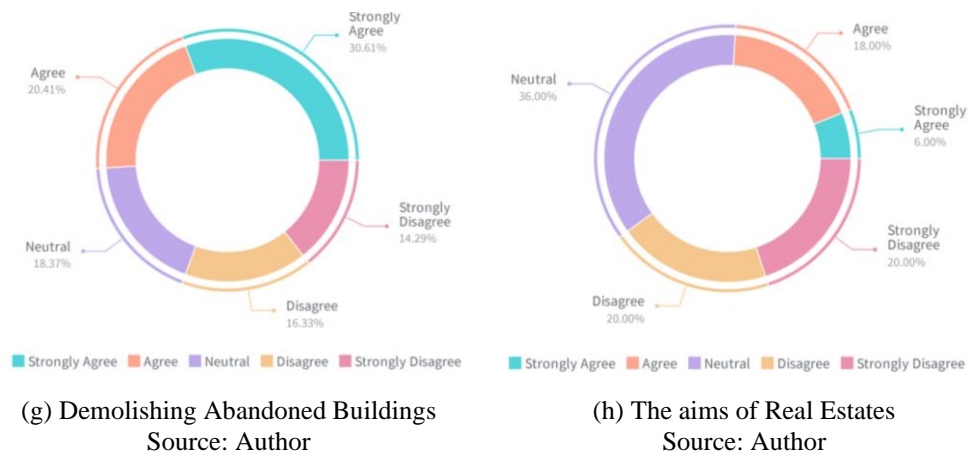 Strongly
Agree
30.61%
Agree
20.41%
Neutral
18.37%
Disagree
16.33%
Strongly
Disagree
14.29%
Strongly Agree Agree Neutral Disagree Strongly Disagree
(g) Demolishing Abandoned Buildings
Source: Author
Agree
18.00%
Neutral
36.00%
Strongly
Agree
6.00%
Strongly
Disagree
20.00%
Disagree
20.00%
Strongly Agree Agree Neutral Disagree Strongly Disagree
(h) The aims of Real Estates
Source: Author